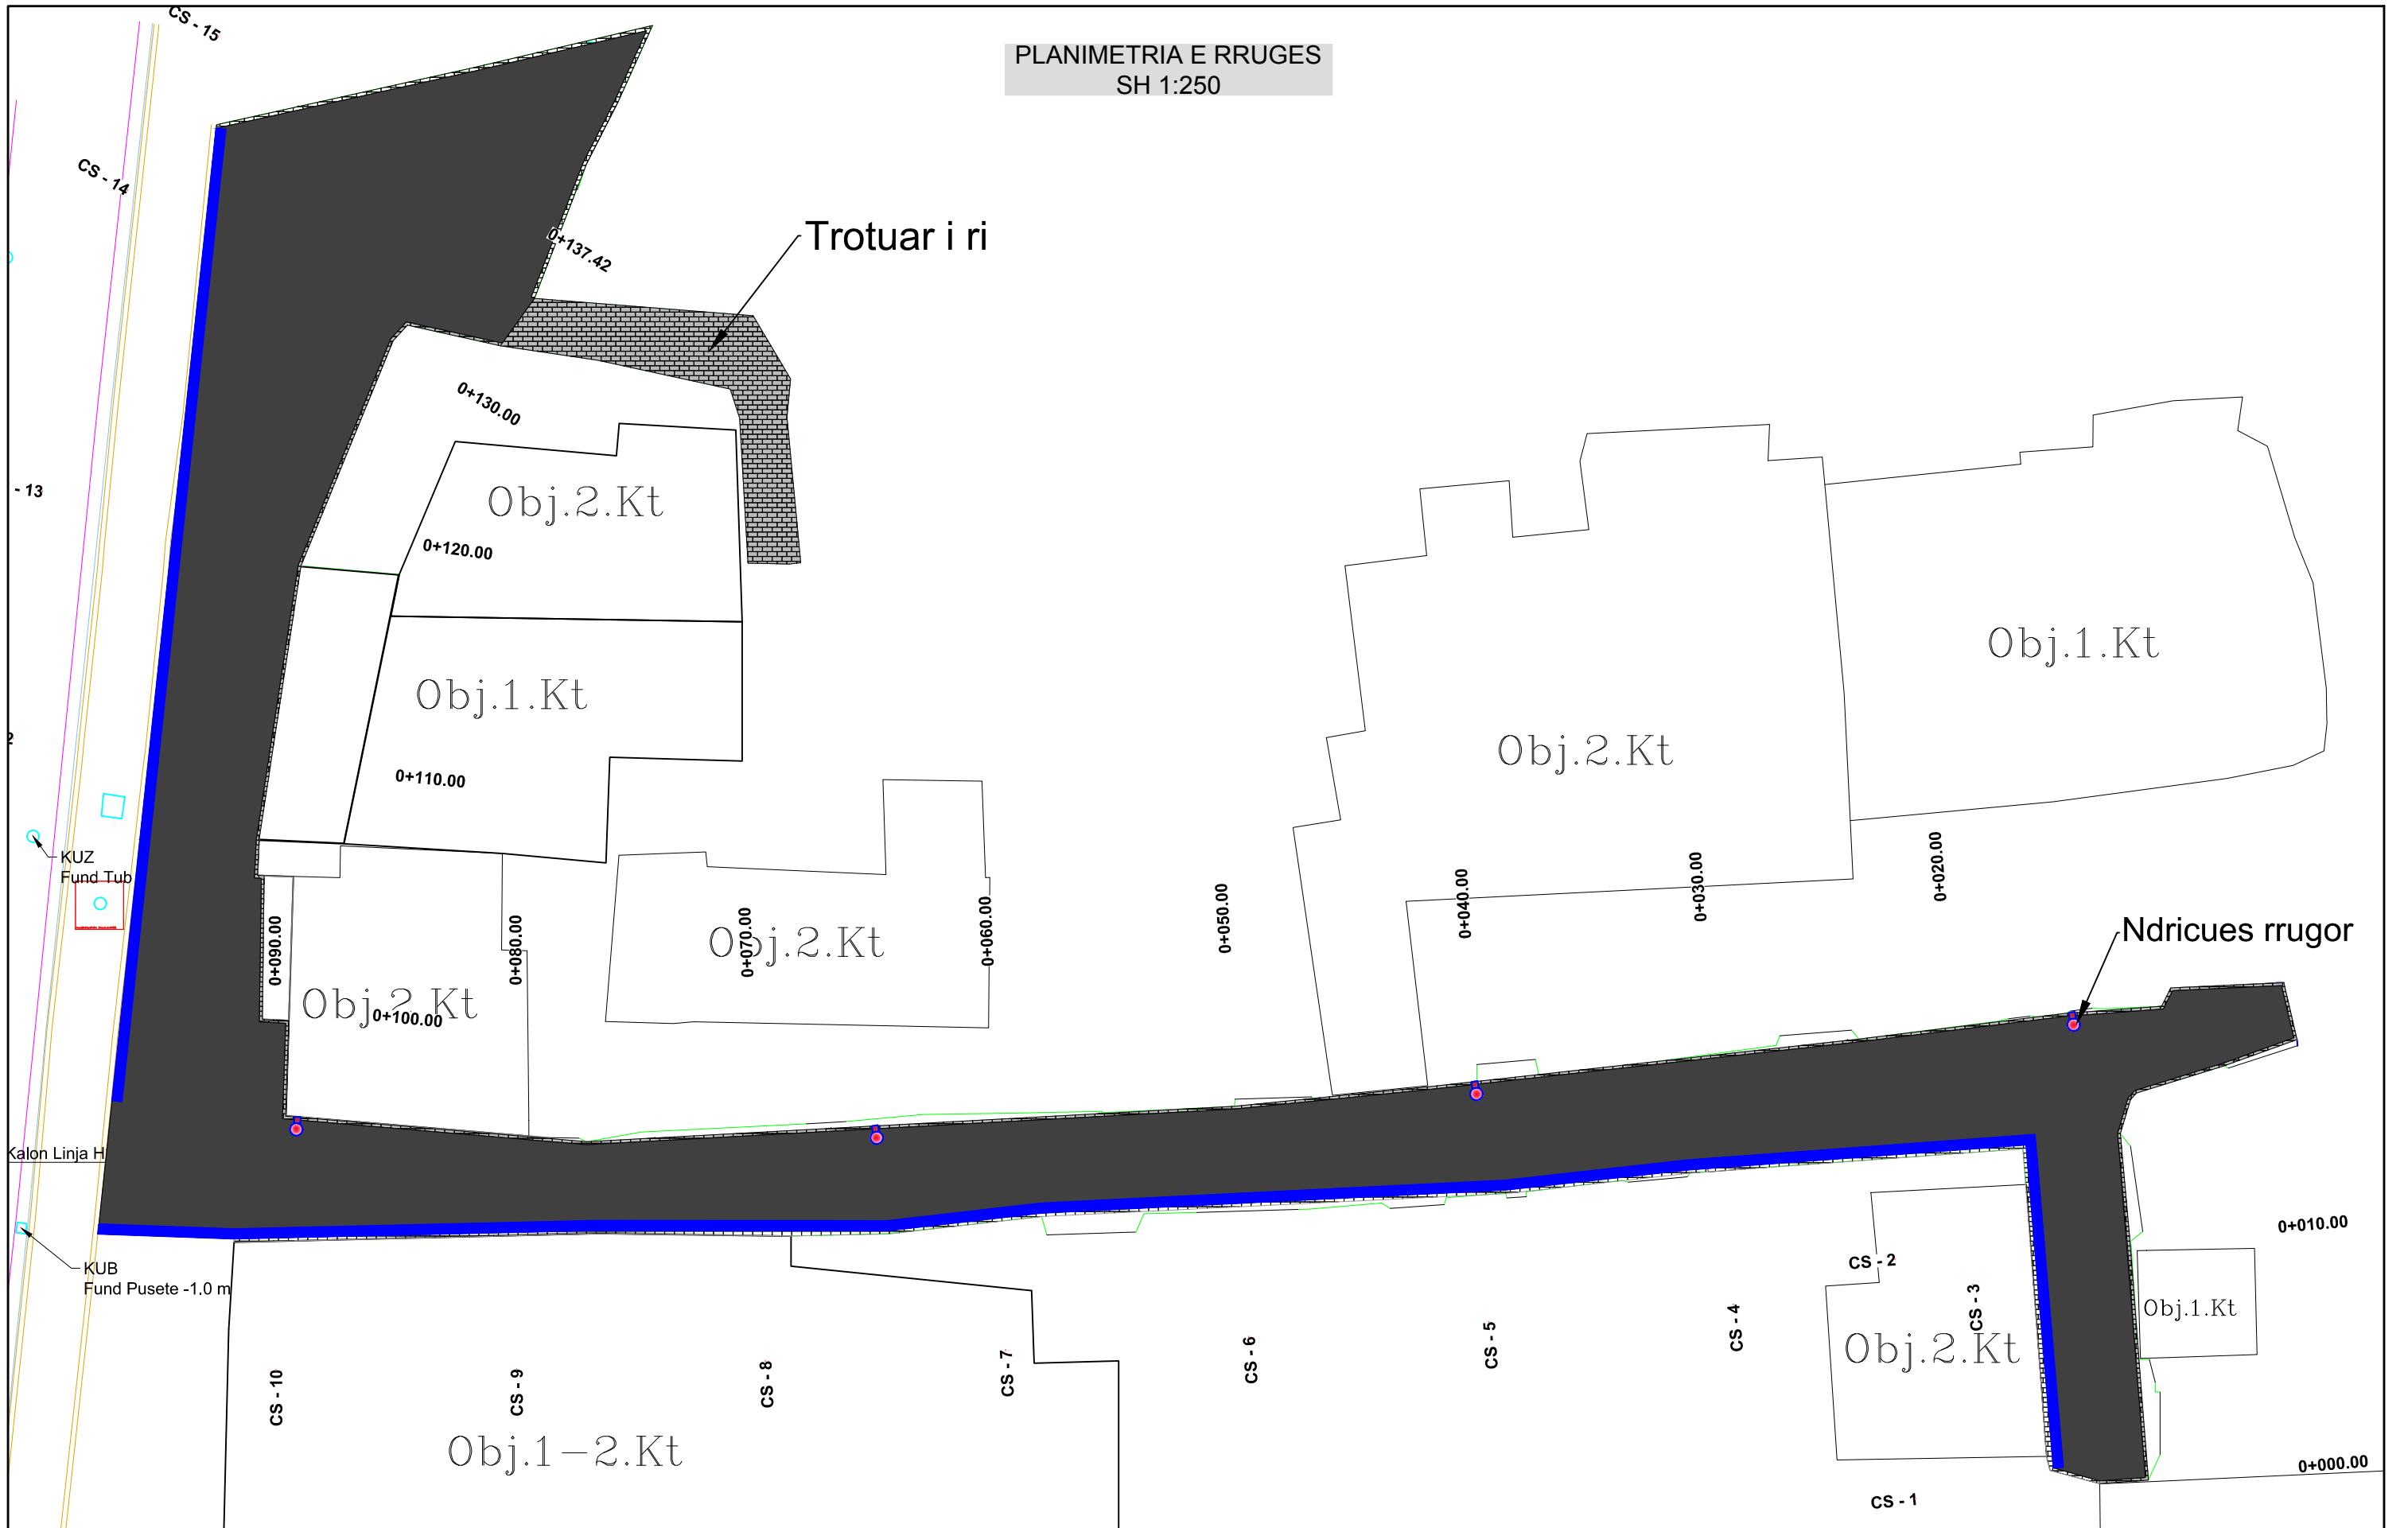 CS - 15
PLANIMETRIA E RRUGES
SH 1:250
CS - 14
Trotuar i ri
0+137.42
0+130.00
- 13
Obj.2.Kt
0+120.00
Obj.1.Kt
Obj.1.Kt
2
Obj.2.Kt
0+110.00
KUZ
Fund Tub
0+090.00
0+080.00
0+070.00
Obj.2.Kt
0+060.00
0+050.00
0+040.00
0+030.00
0+020.00
Ndricues rrugor
Obj.2.Kt
0+100.00
Kalon Linja H
KUB
Fund Pusete -1.0 m
0+010.00
CS - 2
CS - 3
Obj.1.Kt
Obj.2.Kt
CS - 4
CS - 5
CS - 6
CS - 7
CS - 8
CS - 9
CS - 10
Obj.1-2.Kt
0+000.00
CS - 1